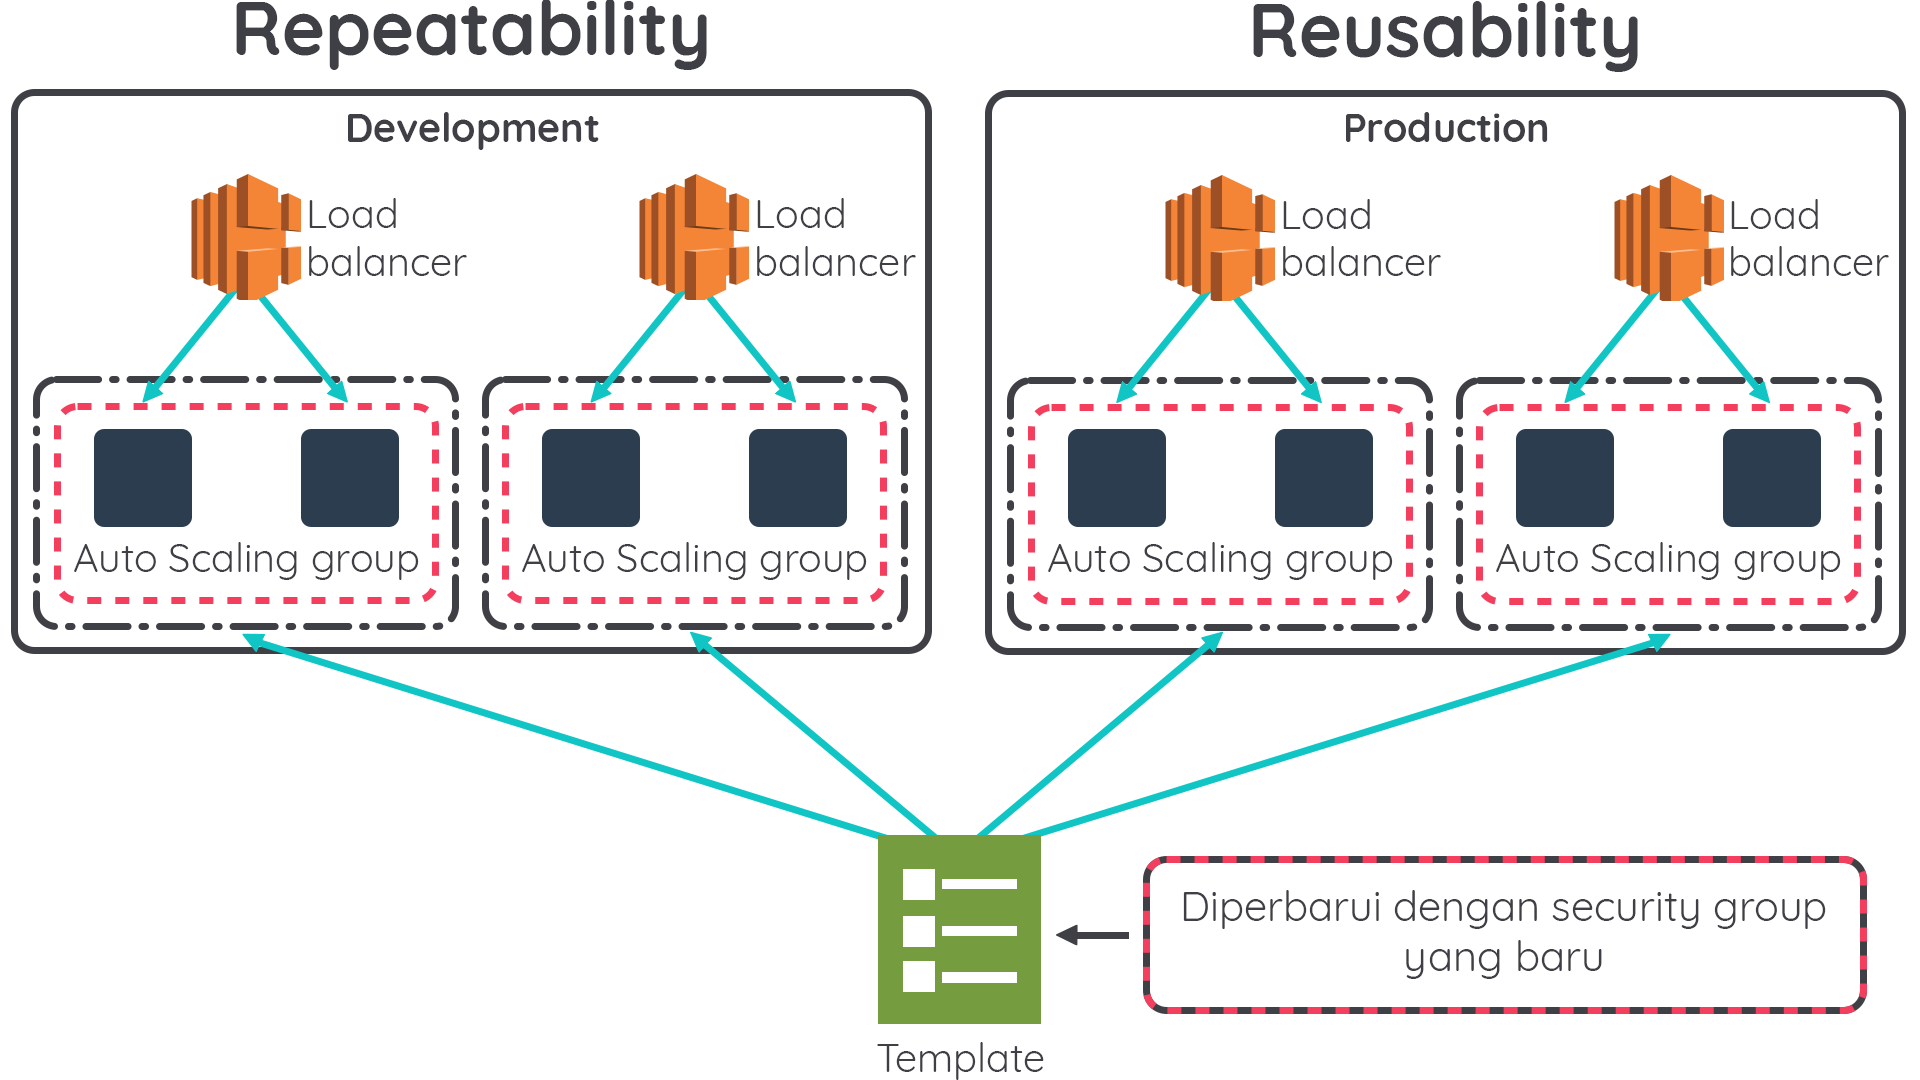 Repeatability
Development
Load
balancer
Load
balancer
Auto Scaling group
Auto Scaling group
Reusability
Production
Load
balancer
Load
balancer
Auto Scaling group
Auto Scaling group
Template
Diperbarui dengan security group
yang baru